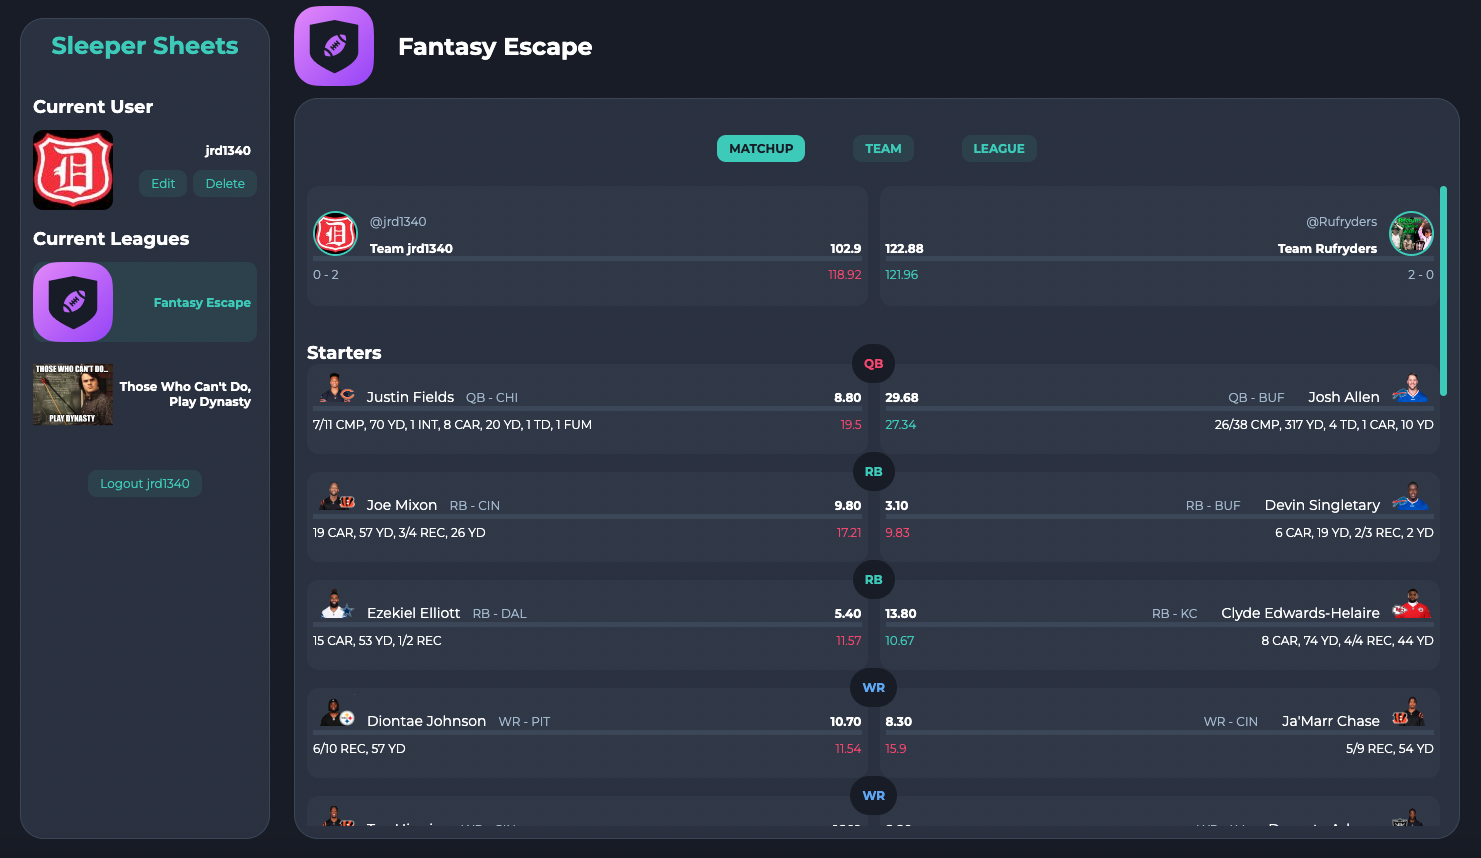 Sleeper Sheets
Current User
jrd1340
Edit
Delete
Current Leagues
Fantasy Escape
THOSE WHO CAN'T DO...
PLAY DYNASTY
Those Who Can't Do,
Play Dynasty
Logout jrd1340
Fantasy Escape
MATCHUP
TEAM
LEAGUE
@jrd1340
Team jrd1340
102.9
0 - 2
118.92
@Rufryders
122.88
Team Rufryders
121.96
2 - 0
Starters
QB
Justin Fields QB - CHI 8.80
7/11 CMP, 70 YD, 1 INT, 8 CAR, 20 YD, 1 TD, 1 FUM 19.5
29.68 QB - BUF Josh Allen
27.34 26/38 CMP, 317 YD, 4 TD, 1 CAR, 10 YD
RB
Joe Mixon RB - CIN 9.80
19 CAR, 57 YD, 3/4 REC, 26 YD 17.21
3.10 RB - BUF Devin Singletary
9.83 6 CAR, 19 YD, 2/3 REC, 2 YD
RB
Ezekiel Elliott RB - DAL 5.40
15 CAR, 53 YD, 1/2 REC 11.57
13.80 RB - KC Clyde Edwards-Helaire
10.67 8 CAR, 74 YD, 4/4 REC, 44 YD
WR
Diontae Johnson WR - PIT 10.70
6/10 REC, 57 YD 11.54
8.30 WR - CIN Ja'Marr Chase
15.9 5/9 REC, 54 YD
WR